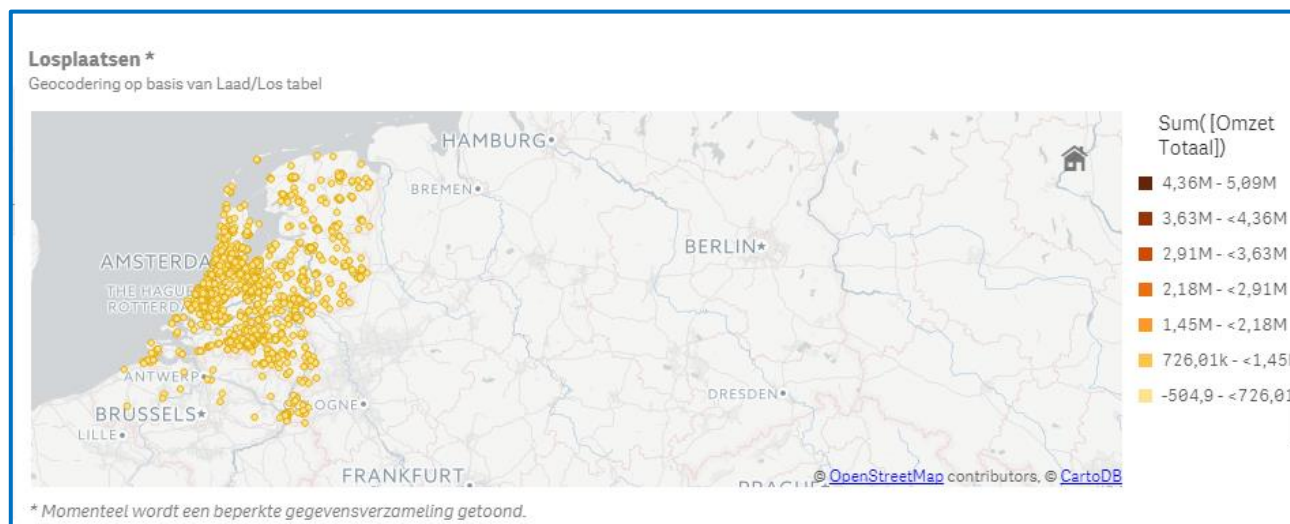 Losplaatsen *
Geocodering op basis van Laad/Los tabel
HAMBURG
BREMEN
BERLIN
AMSTERDA
THE HAGUE
ROTTERDA
ANTWERP
BRUSSELS
LILLE
OGNE
DRESDEN
FRANKFURT
© OpenStreetMap contributors, © CartoDB
Sum( [Omzet
Totaal])
4,36M - 5,09M
3,63M - <4,36M
2,91M - <3,63M
2,18M - <2,91M
1,45M - <2,18M
726,01k - <1,45
-504,9 - <726,01
* Momenteel wordt een beperkte gegevensverzameling getoond.